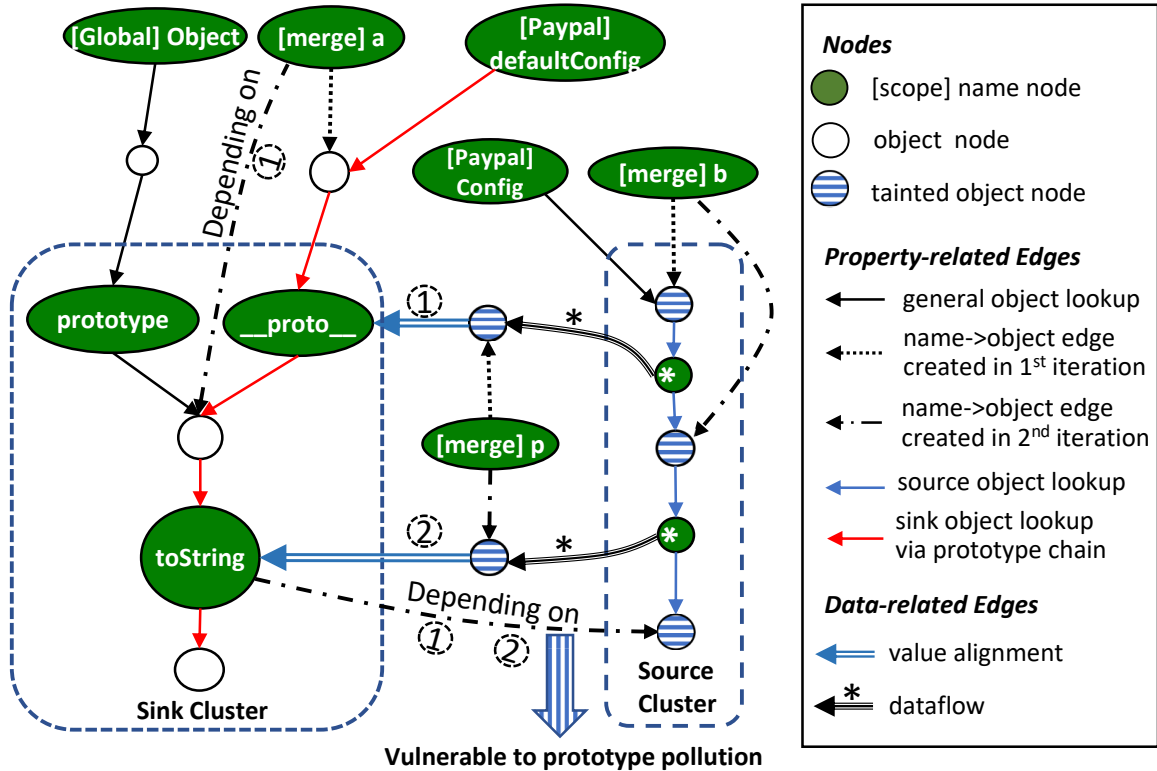 [Global] Object
[merge] a
[Paypal]
defaultConfig
Depending on
1
[Paypal]
Config
[merge] b
prototype
__proto__
1
*
*
[merge] p
toString
2
*
*
Depending on
1
2
Sink Cluster
Source
Cluster
Vulnerable to prototype pollution
Nodes
[scope] name node
object node
tainted object node
Property-related Edges
general object lookup
name->object edge
created in 1st iteration
name->object edge
created in 2nd iteration
source object lookup
sink object lookup
via prototype chain
Data-related Edges
value alignment
*
dataflow